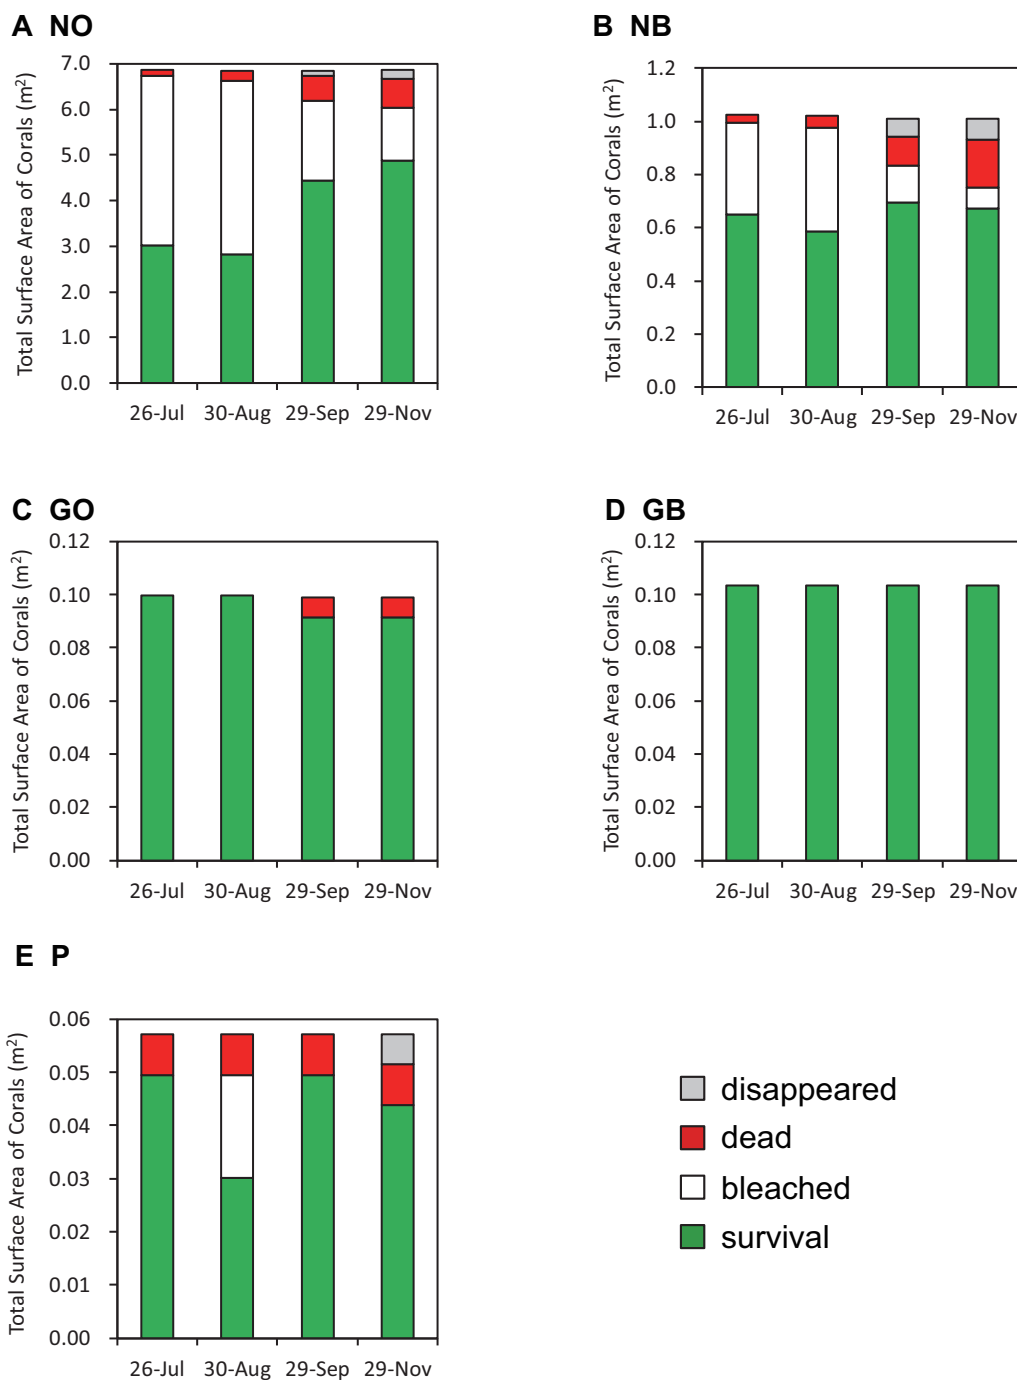 A NO
B NB
Total Surface Area of Corals (m²)
7.0
6.0
5.0
4.0
3.0
2.0
1.0
0.0
26-Jul 30-Aug 29-Sep 29-Nov
Total Surface Area of Corals (m²)
1.2
1.0
0.8
0.6
0.4
0.2
0.0
26-Jul 30-Aug 29-Sep 29-Nov
C GO
D GB
Total Surface Area of Corals (m²)
0.12
0.10
0.08
0.06
0.04
0.02
0.00
26-Jul 30-Aug 29-Sep 29-Nov
Total Surface Area of Corals (m²)
0.12
0.10
0.08
0.06
0.04
0.02
0.00
26-Jul 30-Aug 29-Sep 29-Nov
E P
Total Surface Area of Corals (m²)
0.06
0.05
0.04
0.03
0.02
0.01
0.00
26-Jul 30-Aug 29-Sep 29-Nov
disappeared
dead
bleached
survival